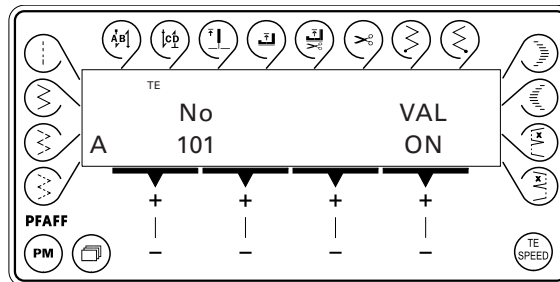 A B
c d
TE
No VAL
A 101 ON
+ + + +
– – – –
PFAFF
PM
TE
SPEED
x
x